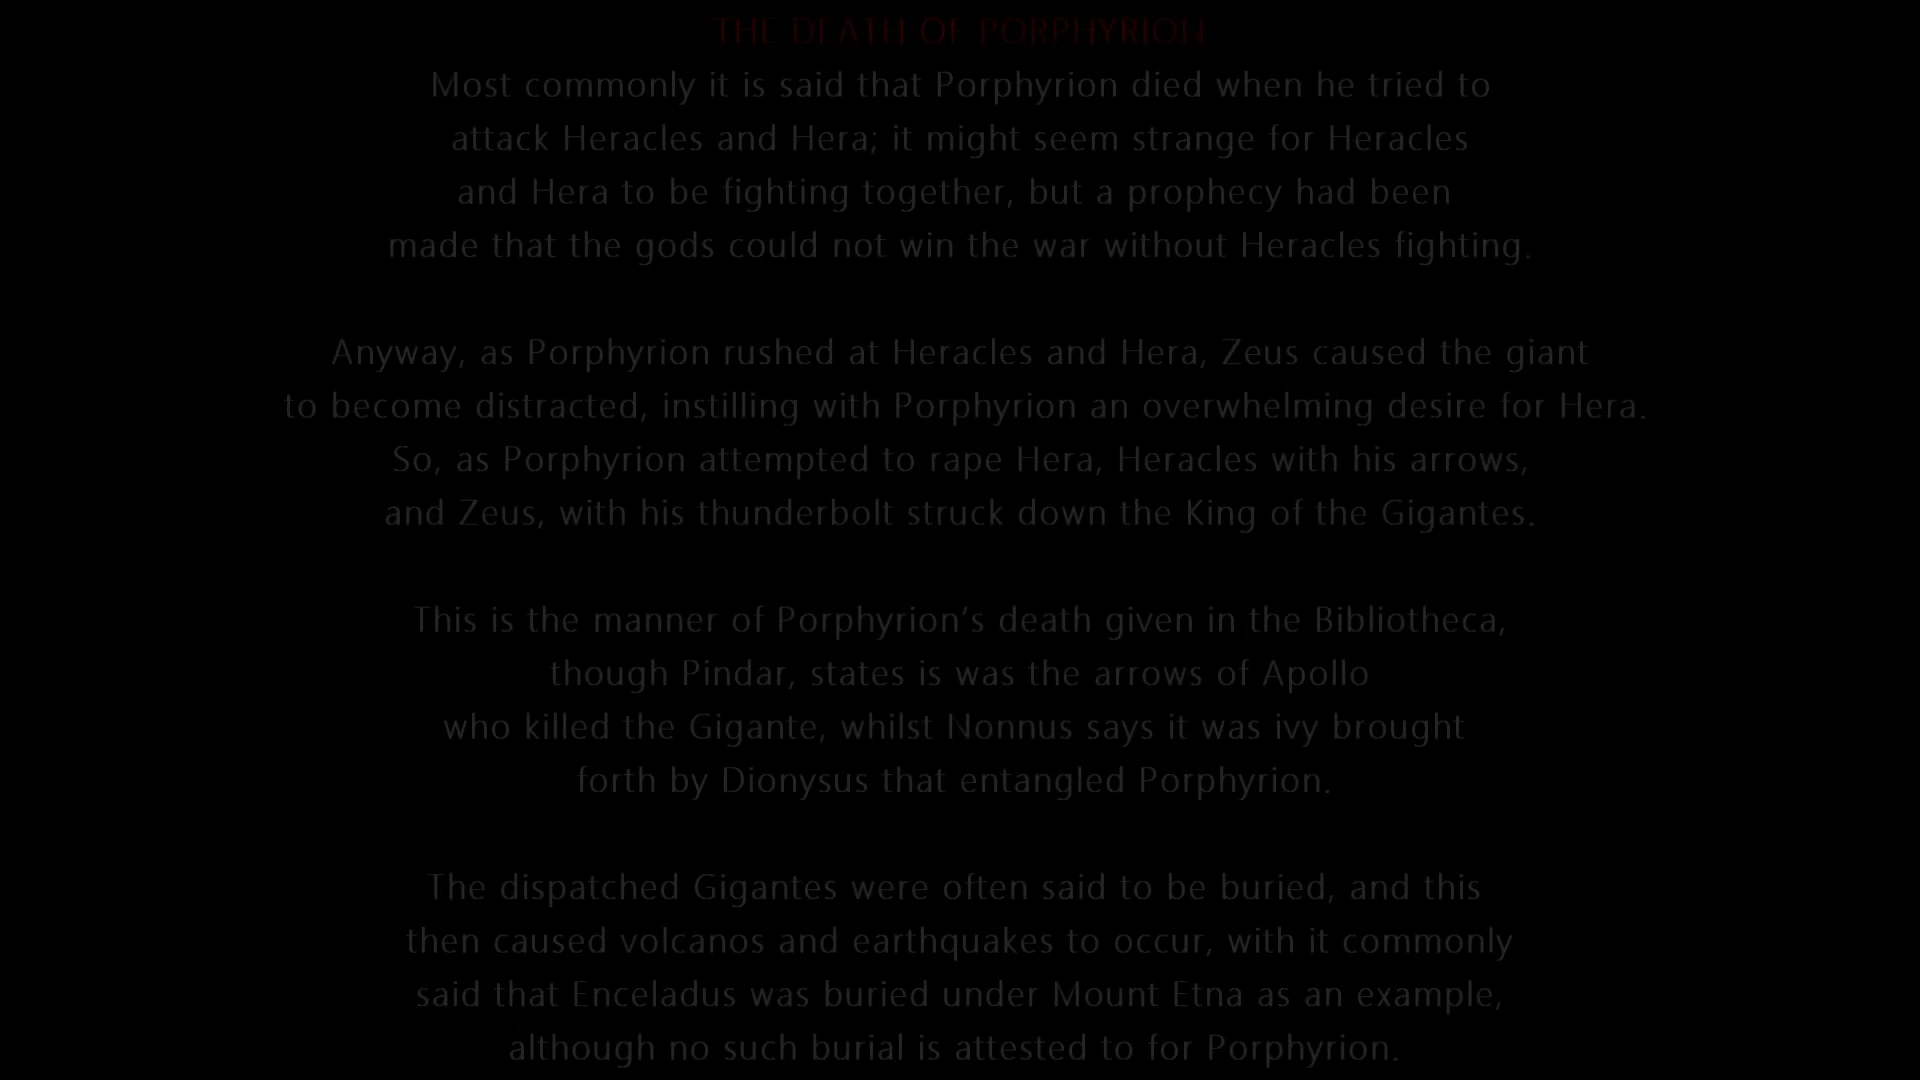 THE DEATH OF PORPHYRION
Most commonly it is said that Porphyrion died when he tried to
attack Heracles and Hera; it might seem strange for Heracles
and Hera to be fighting together, but a prophecy had been
made that the gods could not win the war without Heracles fighting.
Anyway, as Porphyrion rushed at Heracles and Hera, Zeus caused the giant
to become distracted, instilling with Porphyrion an overwhelming desire for Hera.
So, as Porphyrion attempted to rape Hera, Heracles with his arrows,
and Zeus, with his thunderbolt struck down the King of the Gigantes.
This is the manner of Porphyrion’s death given in the Bibliotheca,
though Pindar, states is was the arrows of Apollo
who killed the Gigante, whilst Nonnus says it was ivy brought
forth by Dionysus that entangled Porphyrion.
The dispatched Gigantes were often said to be buried, and this
then caused volcanos and earthquakes to occur, with it commonly
said that Enceladus was buried under Mount Etna as an example,
although no such burial is attested to for Porphyrion.